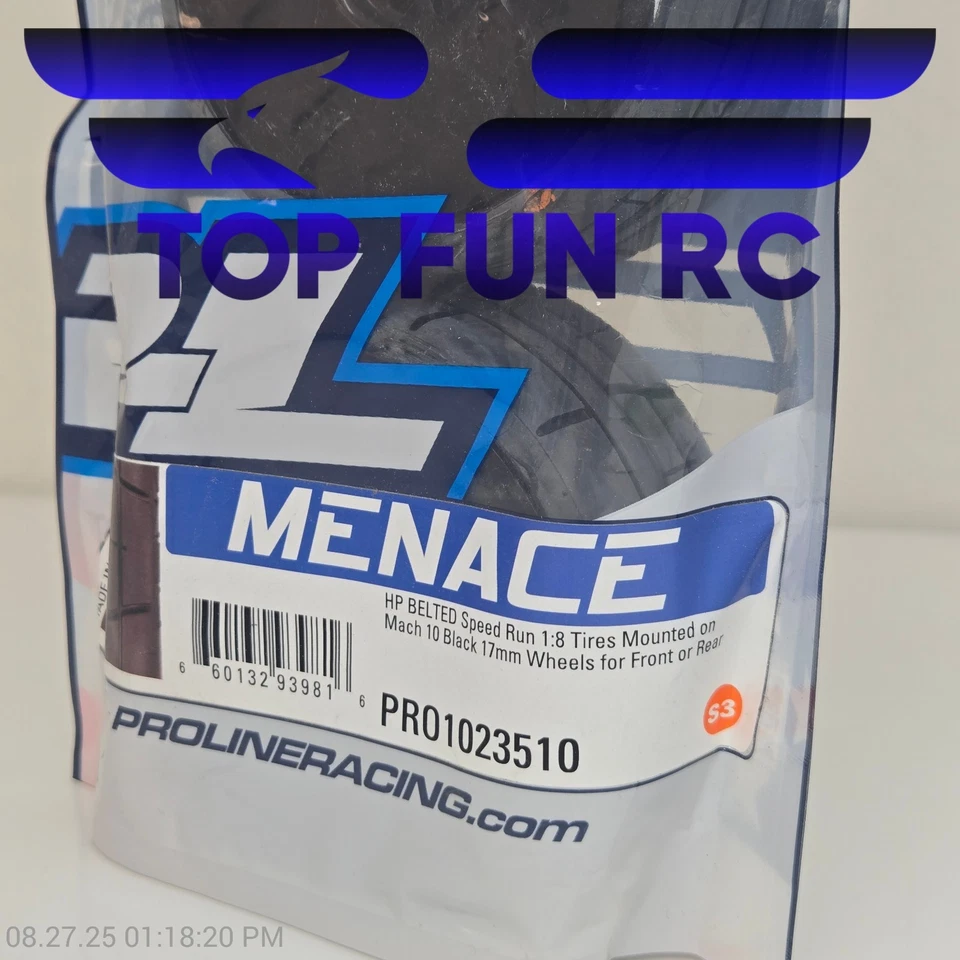 TOP FUN RC
PL
MENACE
HP BELTED Speed Run 1:8 Tires Mounted on
Mach 10 Black 17mm Wheels for Front or Rear
6 60132 93981 6
PRO1023510
S3
PROLINERACING.com
08.27.25 01:18:20 PM